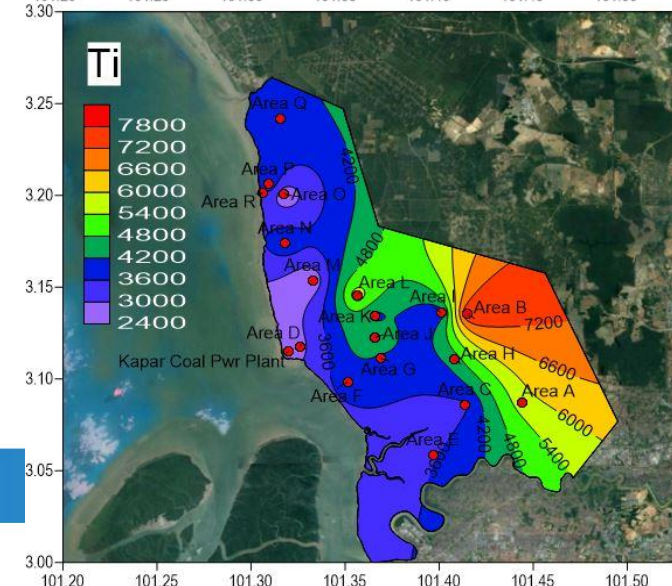 3.30
Ti
3.25
Area Q
7800
7200
6600
6000
5400
4800
4200
3600
3000
2400
4200
Area P
3.20
Area R
Area O
Area N
4800
Area M
3.15
Area L
Area I
Area B
Area K
7200
Area D
Area J
3600
Area H
Kapar Coal Pwr Plant
Area G
6600
3.10
Area F
Area C
Area A
6000
4200
4800
5400
Area E
3.05
3.00
101.20
101.25
101.30
101.35
101.40
101.45
101.50